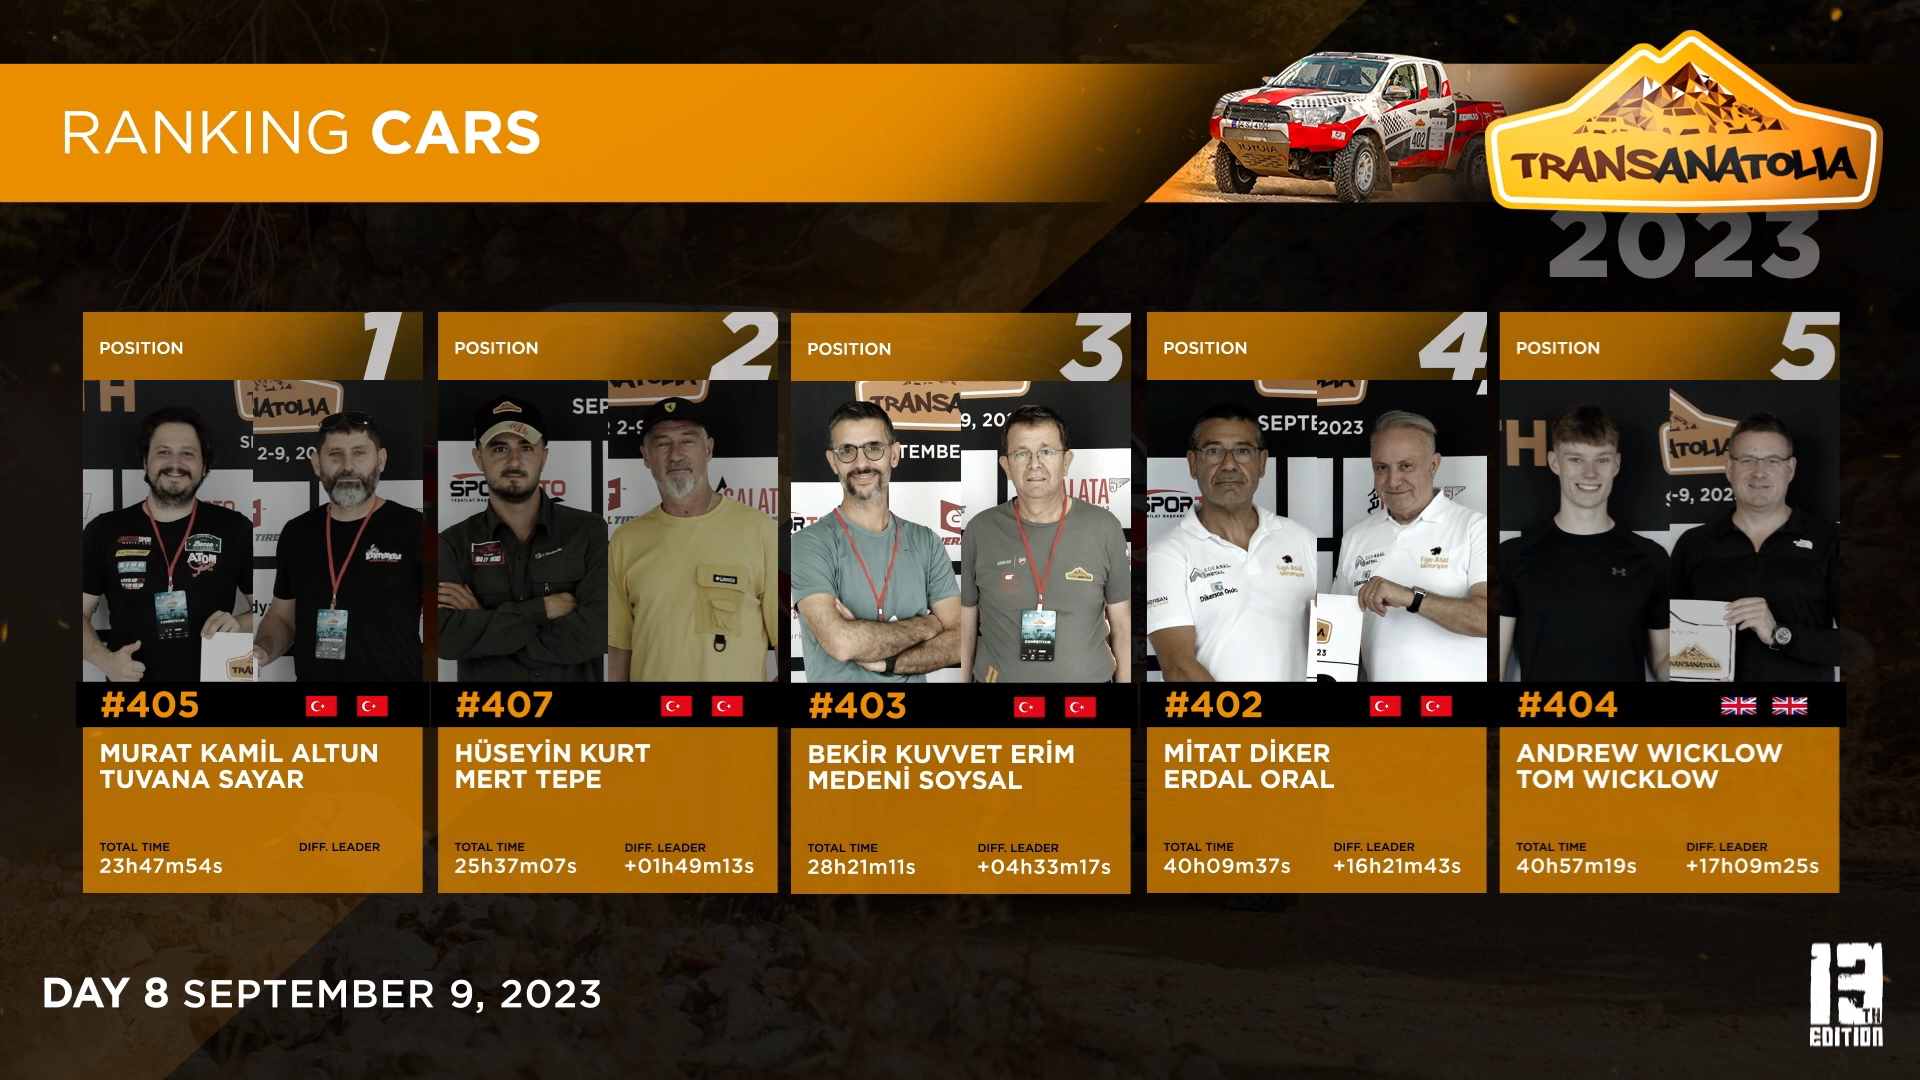 RANKING CARS
TRANSANATOLIA
2023
402
TOYOTA
POSITION 1
#405
MURAT KAMİL ALTUN
TUVANA SAYAR
TOTAL TIME
23h47m54s
DIFF. LEADER
POSITION 2
#407
HÜSEYİN KURT
MERT TEPE
TOTAL TIME
25h37m07s
DIFF. LEADER
+01h49m13s
POSITION 3
#403
BEKİR KUVVET ERİM
MEDENİ SOYSAL
TOTAL TIME
28h21m11s
DIFF. LEADER
+04h33m17s
POSITION 4
#402
MİTAT DİKER
ERDAL ORAL
TOTAL TIME
40h09m37s
DIFF. LEADER
+16h21m43s
POSITION 5
#404
ANDREW WICKLOW
TOM WICKLOW
TOTAL TIME
40h57m19s
DIFF. LEADER
+17h09m25s
DAY 8 SEPTEMBER 9, 2023
13TH
EDITION